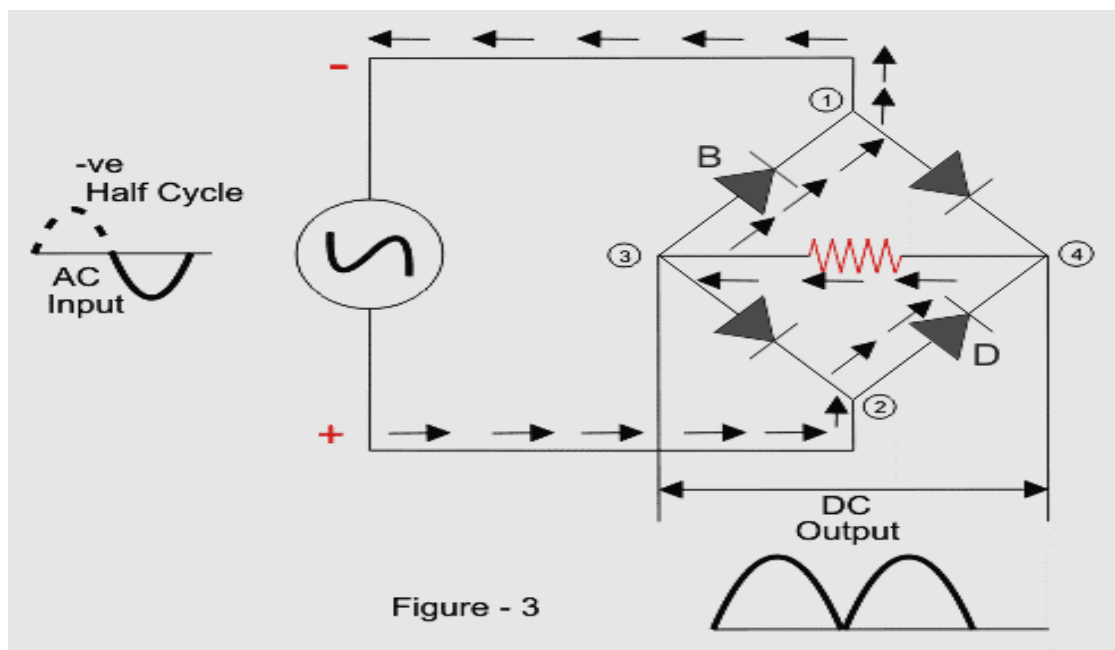 -
1
B
-ve
Half Cycle
3
4
AC
Input
D
2
+
DC
Output
Figure - 3